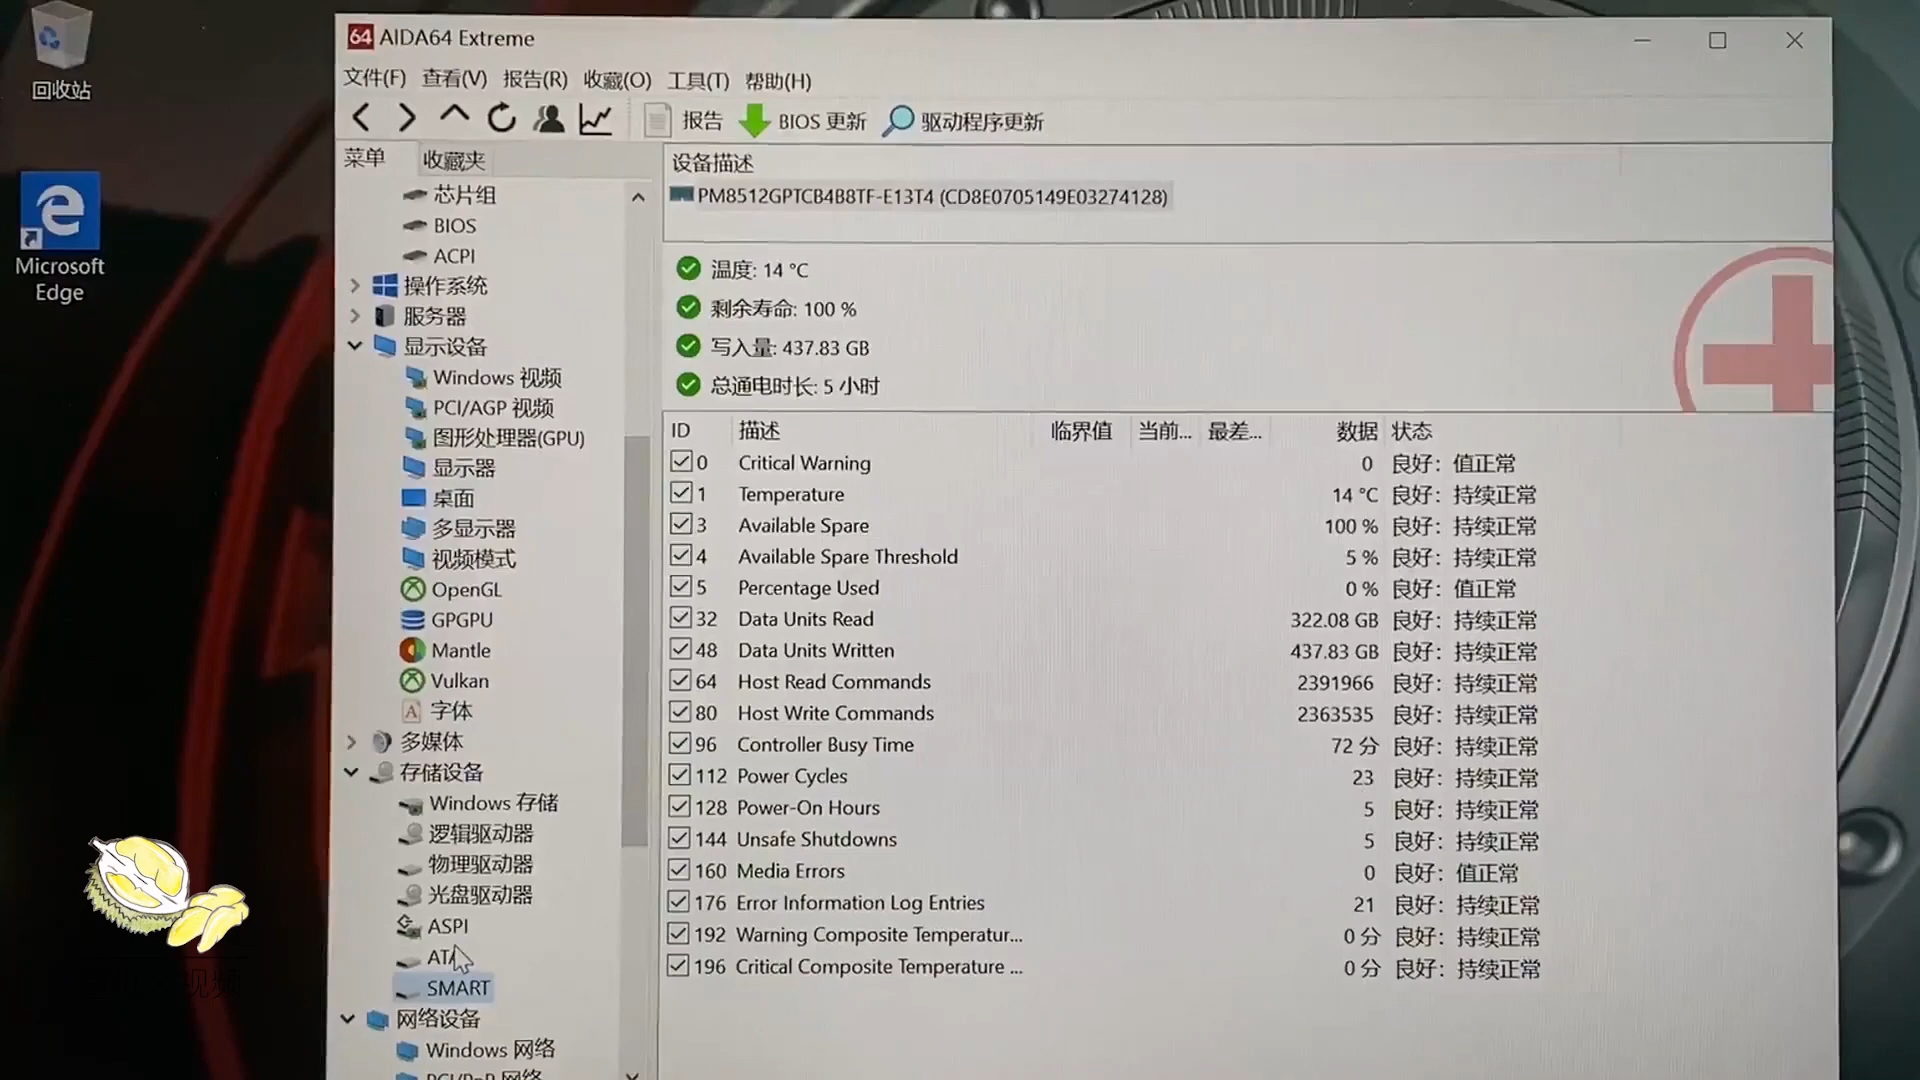 回收站
Microsoft
Edge
64 AIDA64 Extreme
文件(F) 查看(V) 报告(R) 收藏(O) 工具(T) 帮助(H)
报告 BIOS 更新 驱动程序更新
菜单 收藏夹
芯片组
BIOS
ACPI
操作系统
服务器
显示设备
Windows 视频
PCI/AGP 视频
图形处理器(GPU)
显示器
桌面
多显示器
视频模式
OpenGL
GPGPU
Mantle
Vulkan
字体
多媒体
存储设备
Windows 存储
逻辑驱动器
物理驱动器
光盘驱动器
ASPI
ATA
SMART
网络设备
Windows 网络
PCI/PnP 网络
设备描述
PM8512GPTCB4B8TF-E13T4 (CD8E0705149E03274128)
温度: 14 °C
剩余寿命: 100 %
写入量: 437.83 GB
总通电时长: 5 小时
ID 描述 临界值 当前... 最差... 数据 状态
0 Critical Warning 0 良好: 值正常
1 Temperature 14 °C 良好: 持续正常
3 Available Spare 100 % 良好: 持续正常
4 Available Spare Threshold 5 % 良好: 持续正常
5 Percentage Used 0 % 良好: 值正常
32 Data Units Read 322.08 GB 良好: 持续正常
48 Data Units Written 437.83 GB 良好: 持续正常
64 Host Read Commands 2391966 良好: 持续正常
80 Host Write Commands 2363535 良好: 持续正常
96 Controller Busy Time 72 分 良好: 持续正常
112 Power Cycles 23 良好: 持续正常
128 Power-On Hours 5 良好: 持续正常
144 Unsafe Shutdowns 5 良好: 持续正常
160 Media Errors 0 良好: 值正常
176 Error Information Log Entries 21 良好: 持续正常
192 Warning Composite Temperatur... 0 分 良好: 持续正常
196 Critical Composite Temperature ... 0 分 良好: 持续正常
视频